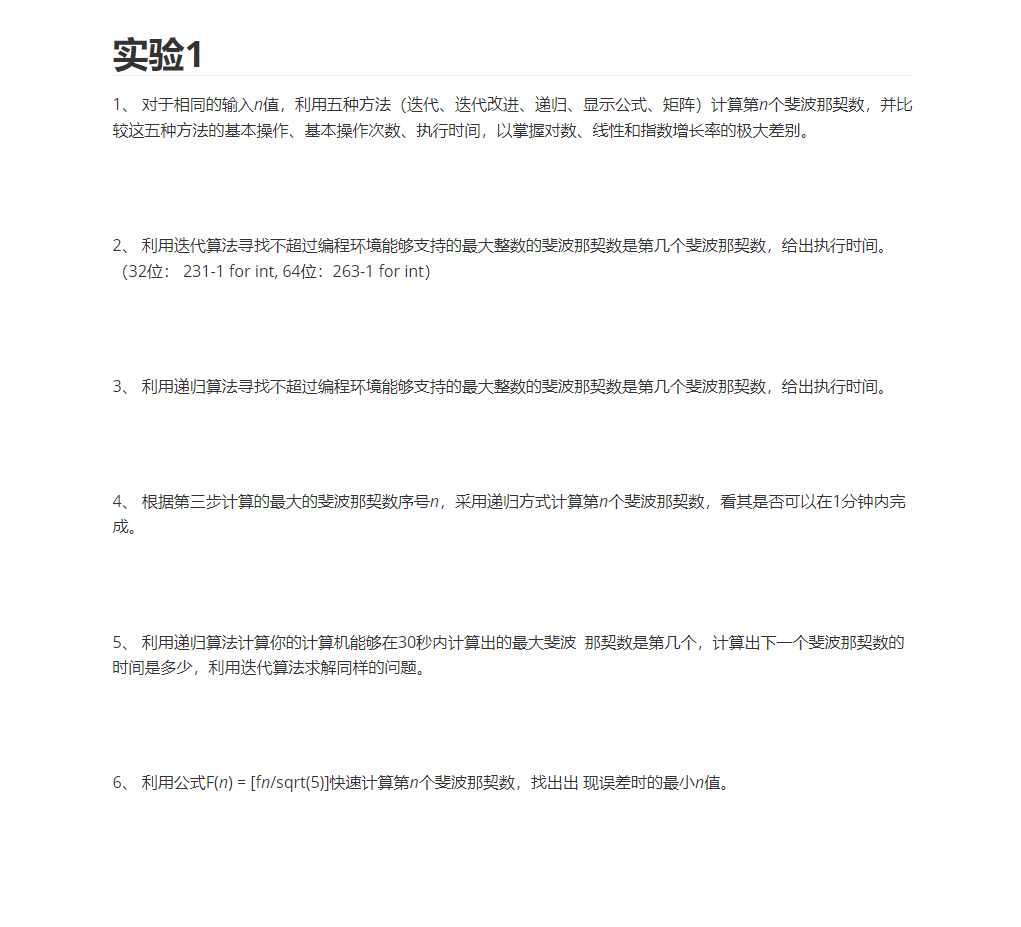 实验1
1、 对于相同的输入n值，利用五种方法（迭代、迭代改进、递归、显示公式、矩阵）计算第n个斐波那契数，并比
较这五种方法的基本操作、基本操作次数、执行时间，以掌握对数、线性和指数增长率的极大差别。
2、 利用迭代算法寻找不超过编程环境能够支持的最大整数的斐波那契数是第几个斐波那契数，给出执行时间。
（32位： 231-1 for int, 64位：263-1 for int）
3、 利用递归算法寻找不超过编程环境能够支持的最大整数的斐波那契数是第几个斐波那契数，给出执行时间。
4、 根据第三步计算的最大的斐波那契数序号n，采用递归方式计算第n个斐波那契数，看其是否可以在1分钟内完
成。
5、 利用递归算法计算你的计算机能够在30秒内计算出的最大斐波 那契数是第几个，计算出下一个斐波那契数的
时间是多少，利用迭代算法求解同样的问题。
6、 利用公式F(n) = [fn/sqrt(5)]快速计算第n个斐波那契数，找出出 现误差时的最小n值。